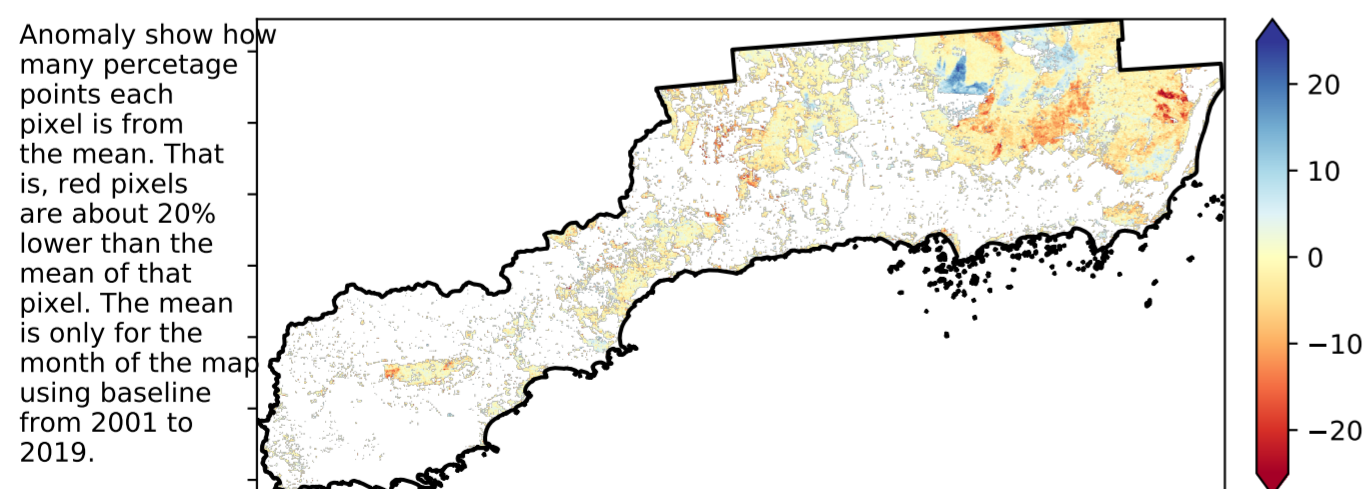 Anomaly show how
many percetage
points each
pixel is from
the mean. That
is, red pixels
are about 20%
lower than the
mean of that
pixel. The mean
is only for the
month of the map
using baseline
from 2001 to
2019.
20
10
0
−10
−20